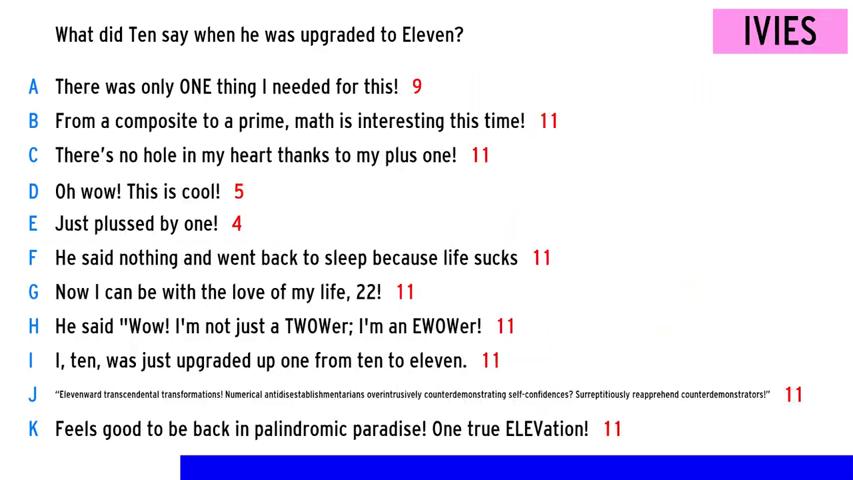 What did Ten say when he was upgraded to Eleven?
IVIES
A There was only ONE thing I needed for this! 9
B From a composite to a prime, math is interesting this time! 11
C There's no hole in my heart thanks to my plus one! 11
D Oh wow! This is cool! 5
E Just plussed by one! 4
F He said nothing and went back to sleep because life sucks 11
G Now I can be with the love of my life, 22! 11
H He said "Wow! I'm not just a TWOWer; I'm an EWOWer! 11
I I, ten, was just upgraded up one from ten to eleven. 11
J "Elevenward transcendental transformations! Numerical antidisestablishmentarians overintrusively counterdemonstrating self-confidences? Surreptitiously reapprehend counterdemonstrators!" 11
K Feels good to be back in palindromic paradise! One true ELEVation! 11